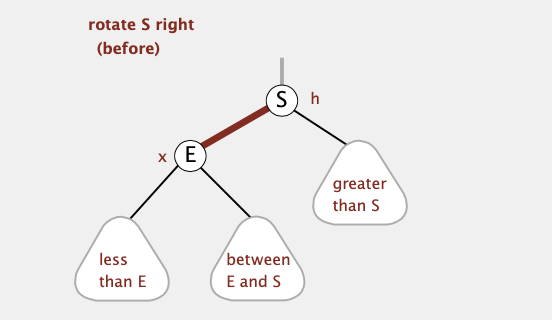 rotate S right
(before)
S
h
x
E
greater
than S
less
than E
between
E and S